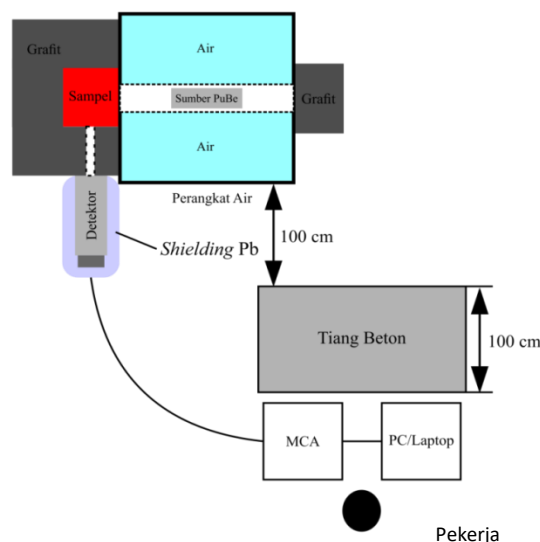 Air
Grafit
Sampel
Sumber PuBe
Grafit
Air
Perangkat Air
Detektor
Shielding Pb
100 cm
Tiang Beton
100 cm
MCA
PC/Laptop
Pekerja